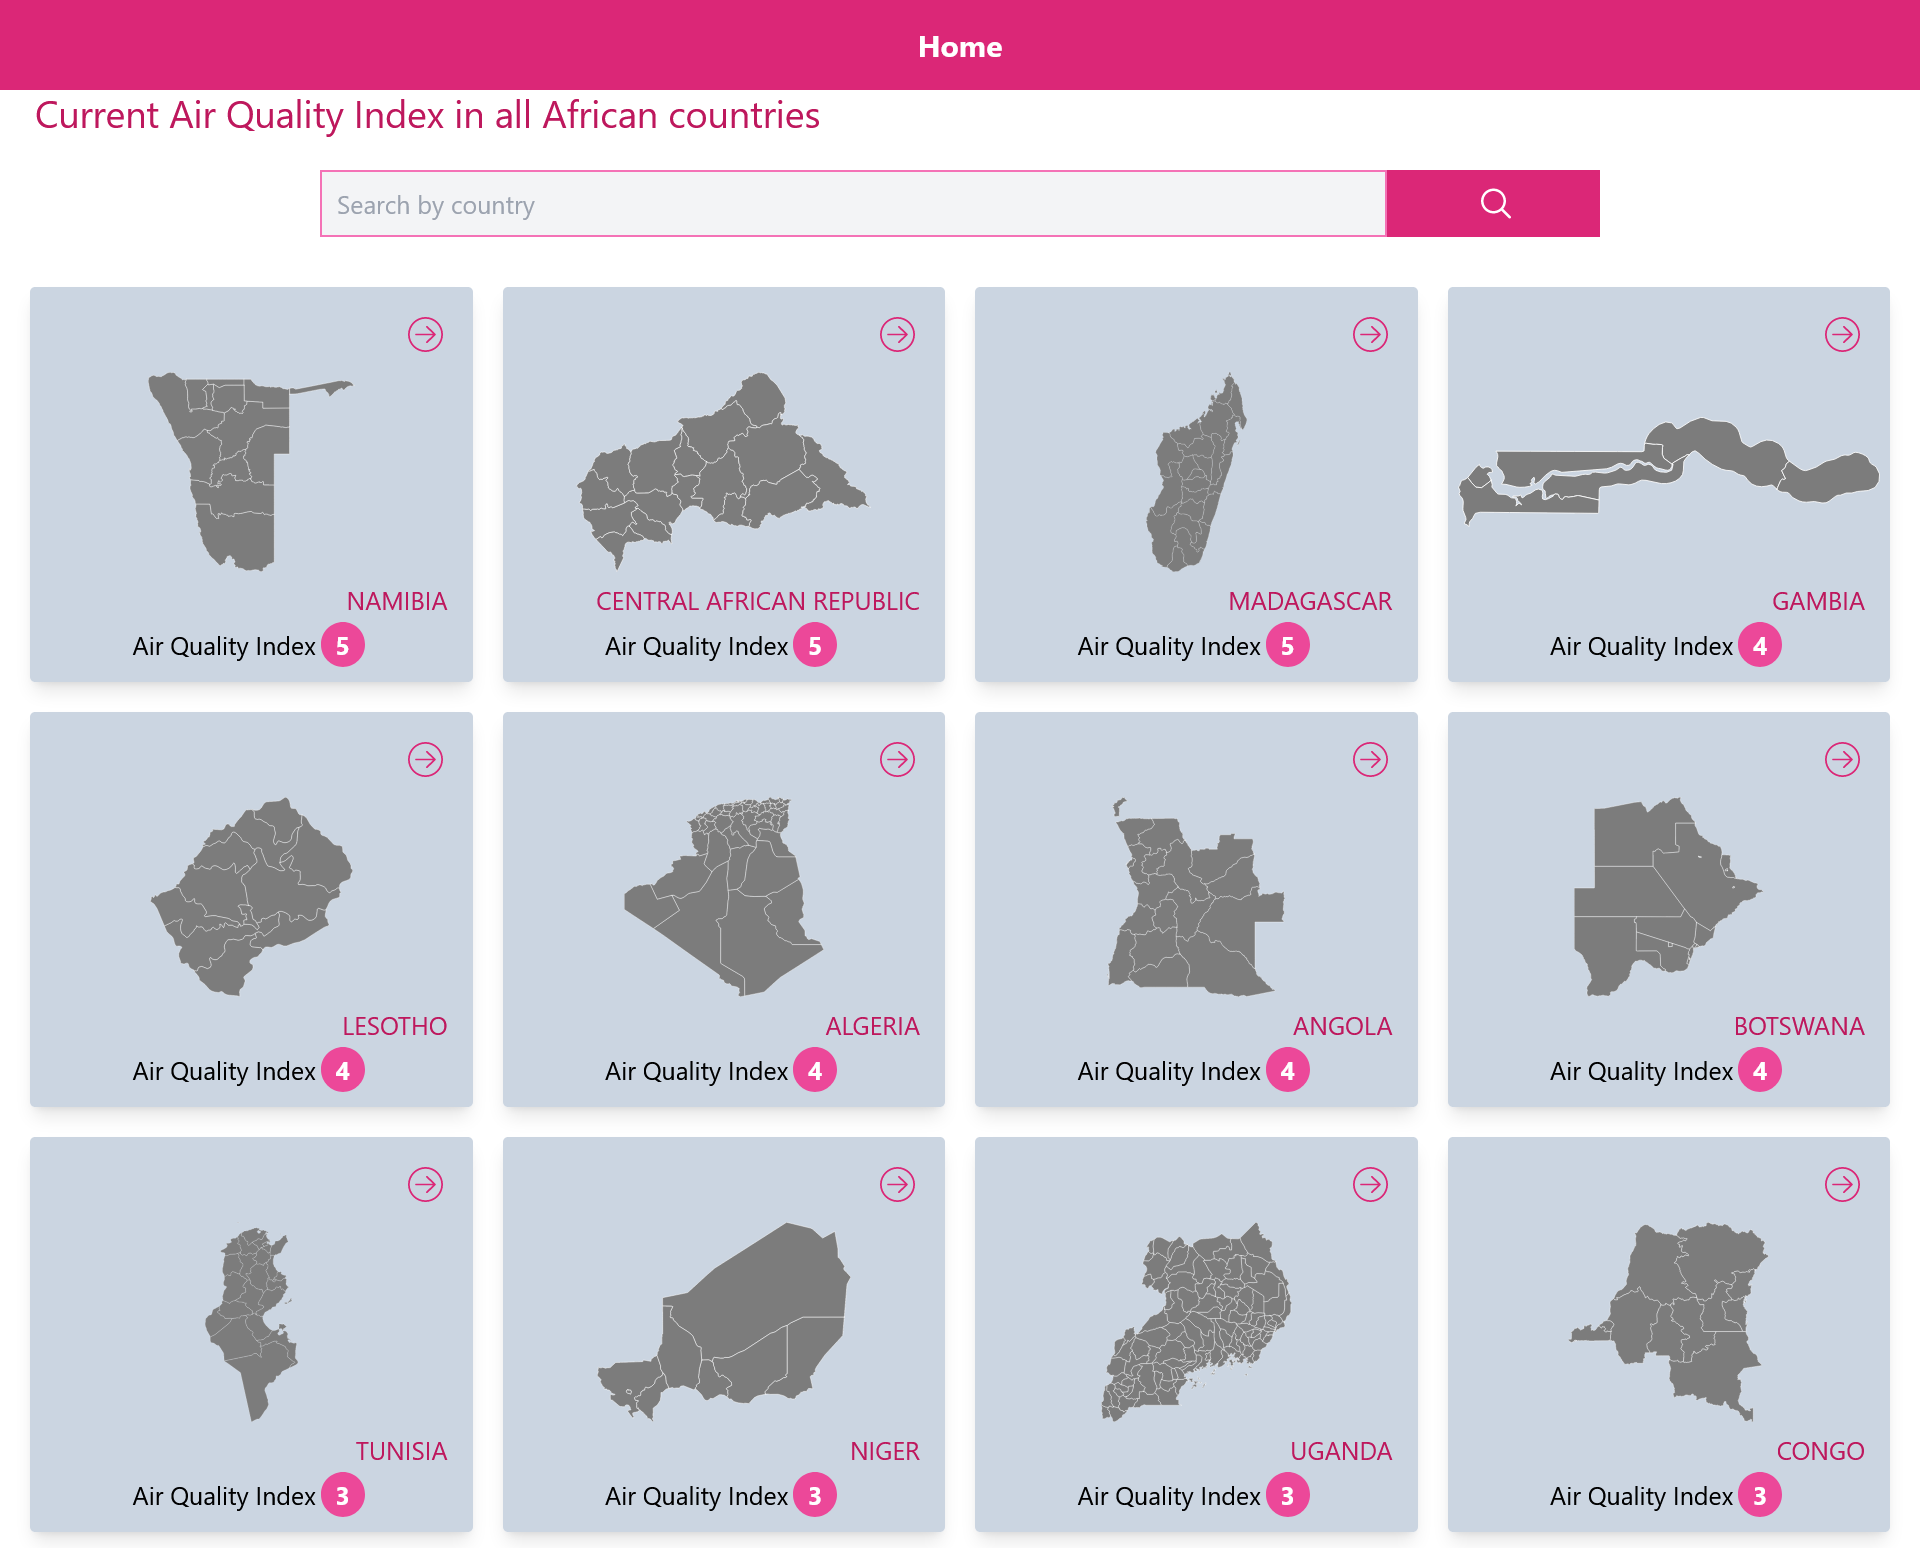 Home
Current Air Quality Index in all African countries
Search by country
NAMIBIA
Air Quality Index 5
CENTRAL AFRICAN REPUBLIC
Air Quality Index 5
MADAGASCAR
Air Quality Index 5
GAMBIA
Air Quality Index 4
LESOTHO
Air Quality Index 4
ALGERIA
Air Quality Index 4
ANGOLA
Air Quality Index 4
BOTSWANA
Air Quality Index 4
TUNISIA
Air Quality Index 3
NIGER
Air Quality Index 3
UGANDA
Air Quality Index 3
CONGO
Air Quality Index 3